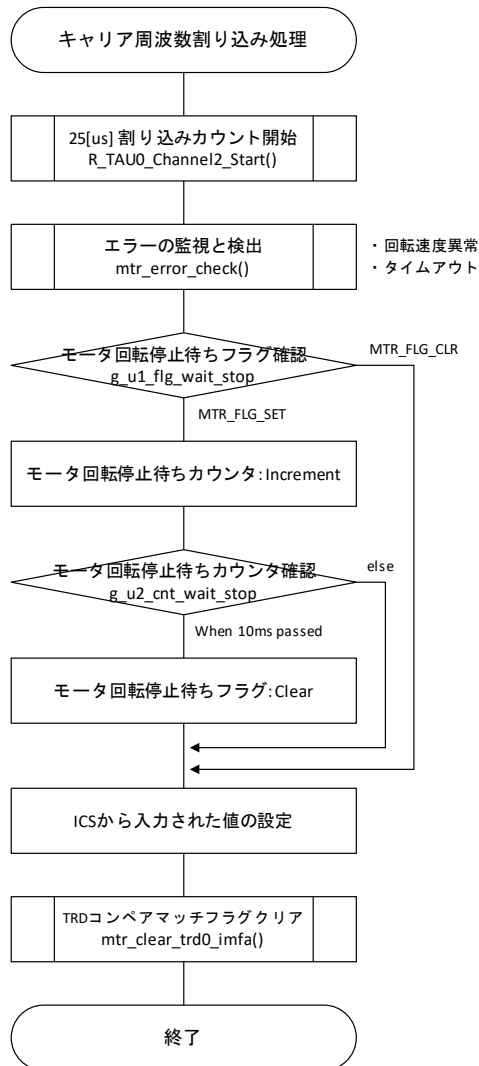 キャリア周波数割り込み処理
25[us] 割り込みカウント開始
R_TAU0_Channel2_Start()
エラーの監視と検出
mtr_error_check()
・回転速度異常
・タイムアウト
モータ回転停止待ちフラグ確認
g_u1_flg_wait_stop
MTR_FLG_CLR
MTR_FLG_SET
モータ回転停止待ちカウンタ:Increment
モータ回転停止待ちカウンタ確認
g_u2_cnt_wait_stop
else
When 10ms passed
モータ回転停止待ちフラグ:Clear
ICSから入力された値の設定
TRDコンペアマッチフラグクリア
mtr_clear_trd0_imfa()
終了